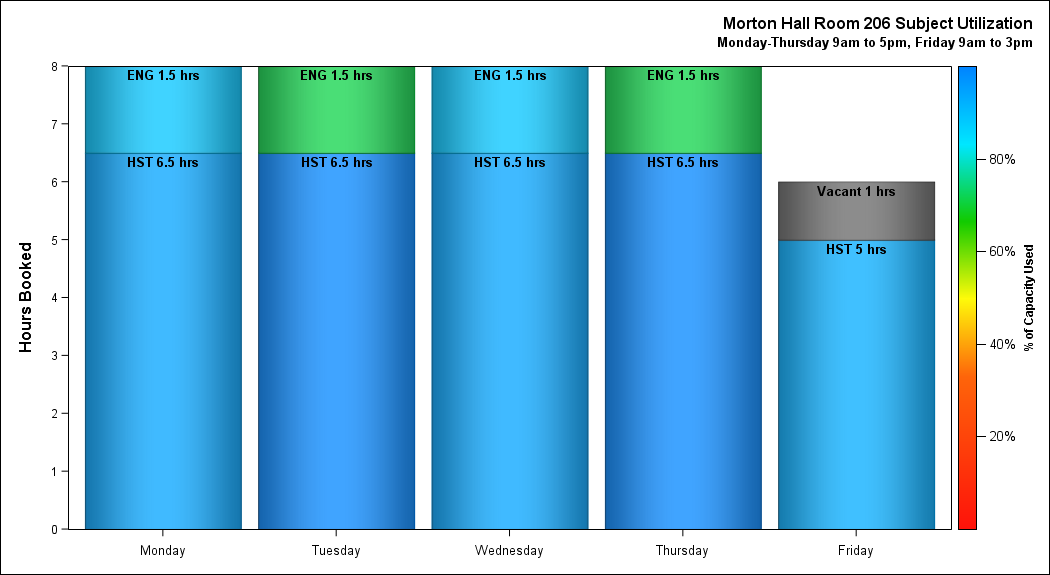 Morton Hall Room 206 Subject Utilization
Monday-Thursday 9am to 5pm, Friday 9am to 3pm
Hours Booked
8
7
6
5
4
3
2
1
0
ENG 1.5 hrs
HST 6.5 hrs
ENG 1.5 hrs
HST 6.5 hrs
ENG 1.5 hrs
HST 6.5 hrs
ENG 1.5 hrs
HST 6.5 hrs
Vacant 1 hrs
HST 5 hrs
Monday
Tuesday
Wednesday
Thursday
Friday
80%
60%
40%
20%
% of Capacity Used